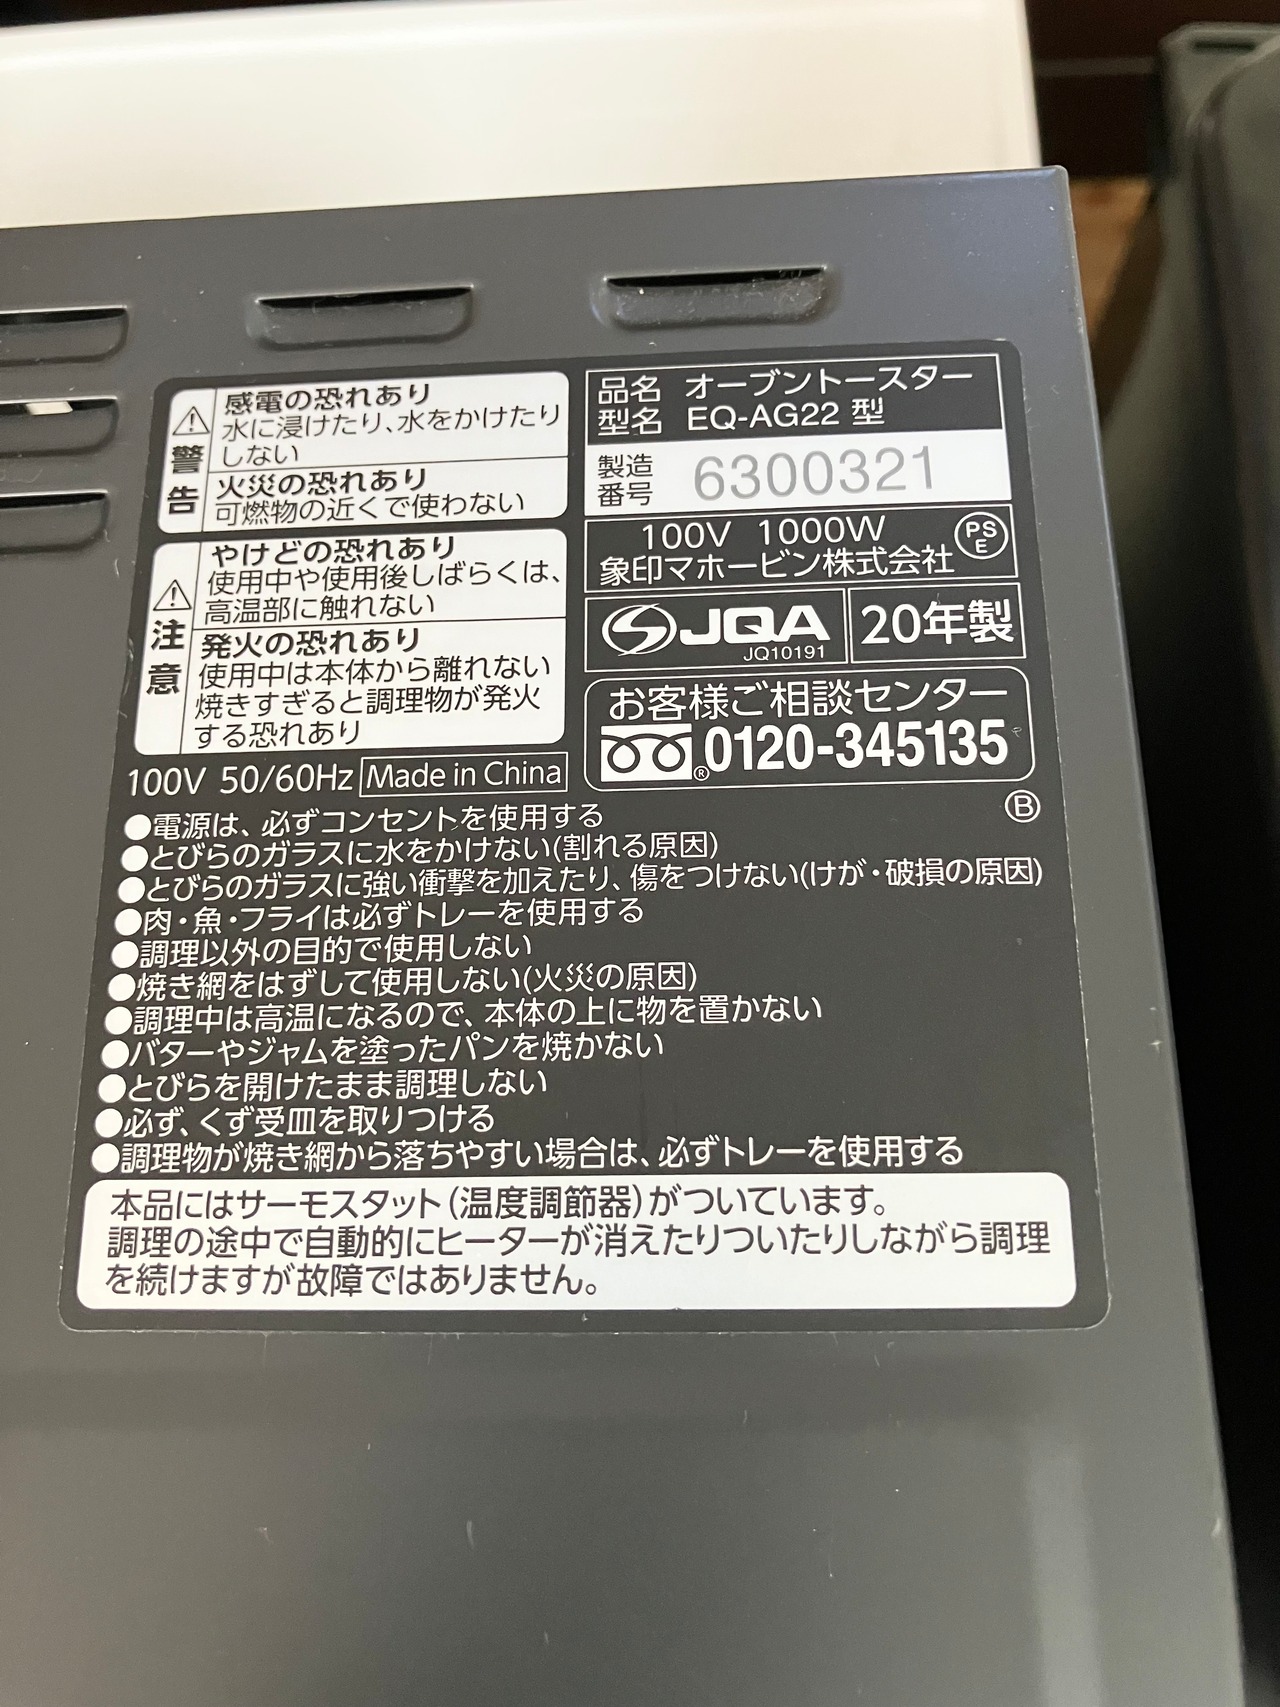 感電の恐れあり
水に浸けたり、水をかけたり
しない
警告
火災の恐れあり
可燃物の近くで使わない
やけどの恐れあり
使用中や使用後しばらくは、
高温部に触れない
注意
発火の恐れあり
使用中は本体から離れない
焼きすぎると調理物が発火
する恐れあり
100V 50/60Hz Made in China
品名 オーブントースター
型名 EQ-AG22 型
製造番号 6300321
100V 1000W
PSE
象印マホービン株式会社
JQA
JQ10191
20年製
お客様ご相談センター
®0120-345135
Ⓑ
●電源は、必ずコンセントを使用する
●とびらのガラスに水をかけない(割れる原因)
●とびらのガラスに強い衝撃を加えたり、傷をつけない(けが・破損の原因)
●肉・魚・フライは必ずトレーを使用する
●調理以外の目的で使用しない
●焼き網をはずして使用しない(火災の原因)
●調理中は高温になるので、本体の上に物を置かない
●バターやジャムを塗ったパンを焼かない
●とびらを開けたまま調理しない
●必ず、くず受皿を取りつける
●調理物が焼き網から落ちやすい場合は、必ずトレーを使用する
本品にはサーモスタット(温度調節器)がついています。
調理の途中で自動的にヒーターが消えたりついたりしながら調理
を続けますが故障ではありません。